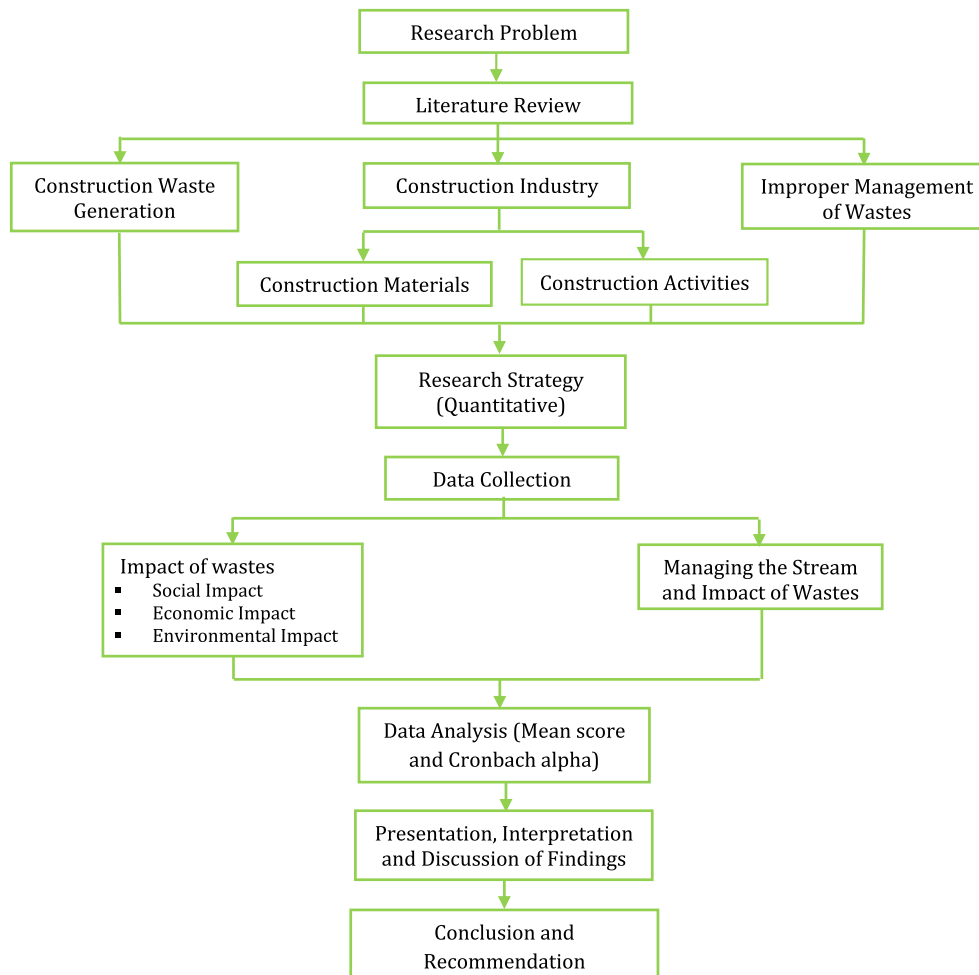 Research Problem
Literature Review
Construction Waste
Generation
Construction Industry
Improper Management
of Wastes
Construction Materials
Construction Activities
Research Strategy
(Quantitative)
Data Collection
Impact of wastes
▪ Social Impact
▪ Economic Impact
▪ Environmental Impact
Managing the Stream
and Impact of Wastes
Data Analysis (Mean score
and Cronbach alpha)
Presentation, Interpretation
and Discussion of Findings
Conclusion and
Recommendation